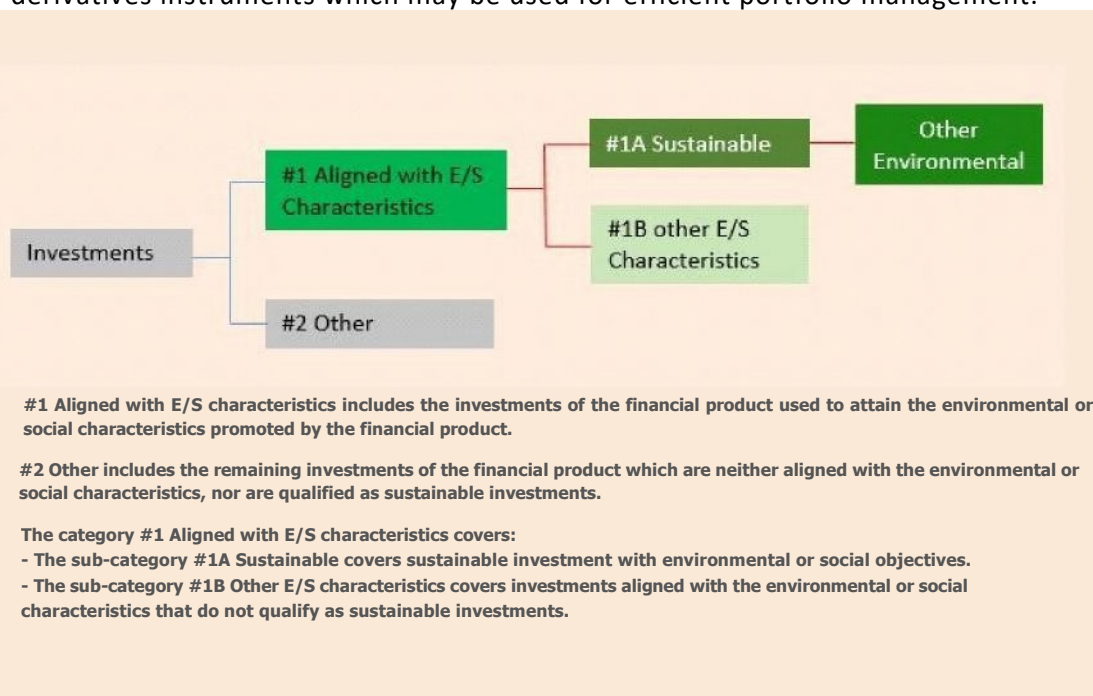 derivatives instruments which may be used for efficient portfolio management.
Investments
#1 Aligned with E/S
Characteristics
#2 Other
#1A Sustainable
#1B other E/S
Characteristics
Other
Environmental
#1 Aligned with E/S characteristics includes the investments of the financial product used to attain the environmental or
social characteristics promoted by the financial product.
#2 Other includes the remaining investments of the financial product which are neither aligned with the environmental or
social characteristics, nor are qualified as sustainable investments.
The category #1 Aligned with E/S characteristics covers:
- The sub-category #1A Sustainable covers sustainable investment with environmental or social objectives.
- The sub-category #1B Other E/S characteristics covers investments aligned with the environmental or social
characteristics that do not qualify as sustainable investments.